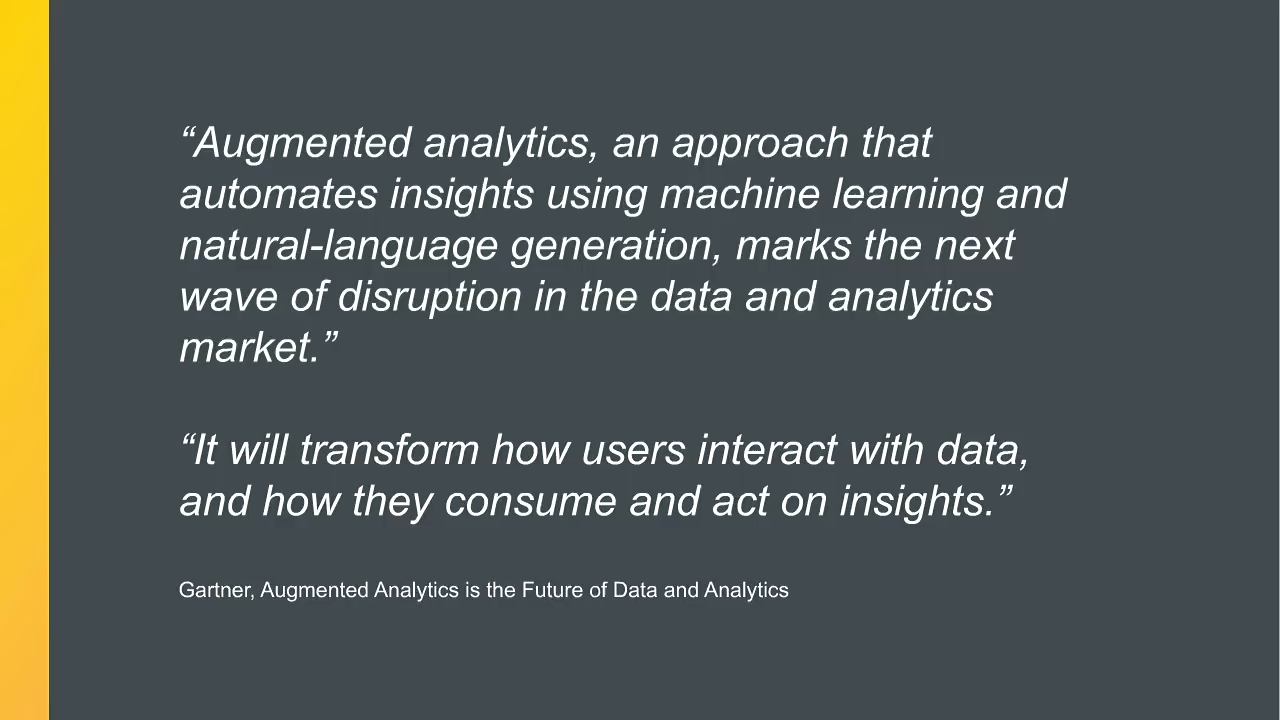 “Augmented analytics, an approach that
automates insights using machine learning and
natural-language generation, marks the next
wave of disruption in the data and analytics
market.”
“It will transform how users interact with data,
and how they consume and act on insights.”
Gartner, Augmented Analytics is the Future of Data and Analytics